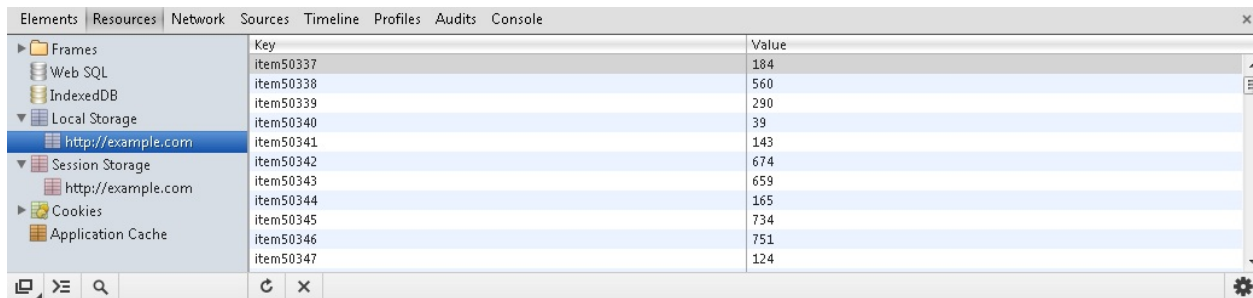 Elements Resources Network Sources Timeline Profiles Audits Console
Frames
Web SQL
IndexedDB
Local Storage
http://example.com
Session Storage
http://example.com
Cookies
Application Cache
Key Value
item50337 184
item50338 560
item50339 290
item50340 39
item50341 143
item50342 674
item50343 659
item50344 165
item50345 734
item50346 751
item50347 124